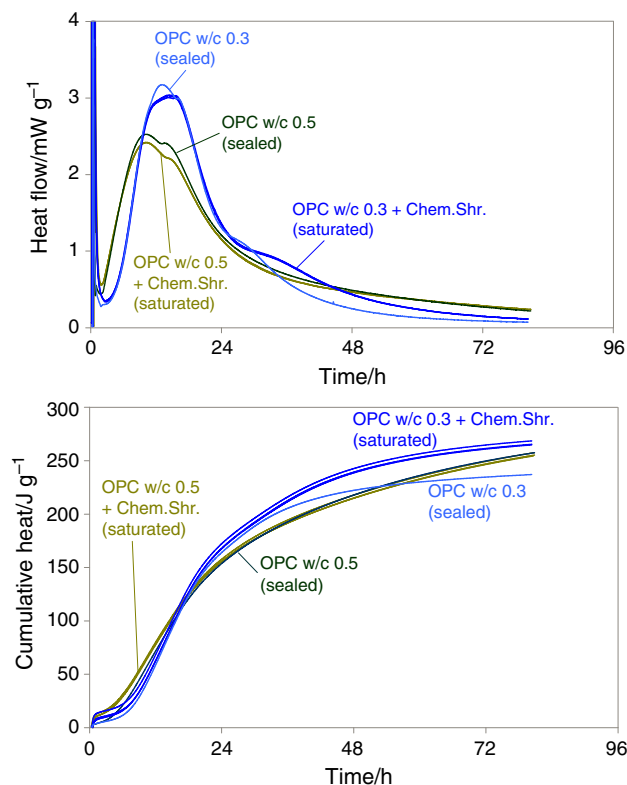 4
3
2
1
0
Heat flow/mW g⁻¹
OPC w/c 0.3
(sealed)
OPC w/c 0.5
(sealed)
OPC w/c 0.3 + Chem.Shr.
(saturated)
OPC w/c 0.5
+ Chem.Shr.
(saturated)
0 24 48 72 96
Time/h
300
250
200
150
100
50
0
Cumulative heat/J g⁻¹
OPC w/c 0.3 + Chem.Shr.
(saturated)
OPC w/c 0.5
+ Chem.Shr.
(saturated)
OPC w/c 0.3
(sealed)
OPC w/c 0.5
(sealed)
0 24 48 72 96
Time/h